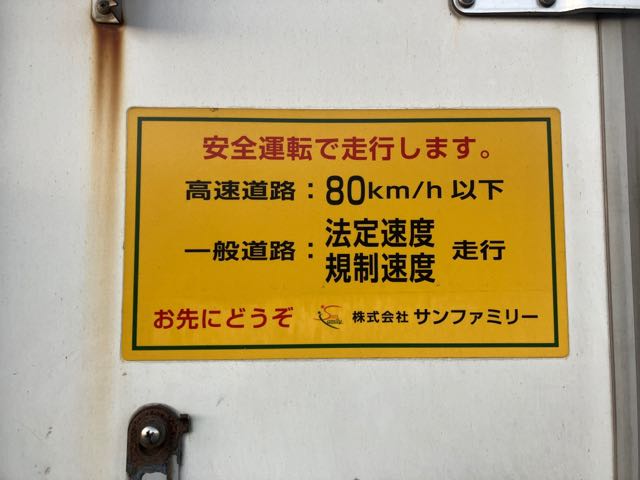 安全運転で走行します。
高速道路：80km/h 以下
一般道路：法定速度 規制速度 走行
お先にどうぞ 株式会社 サンファミリー